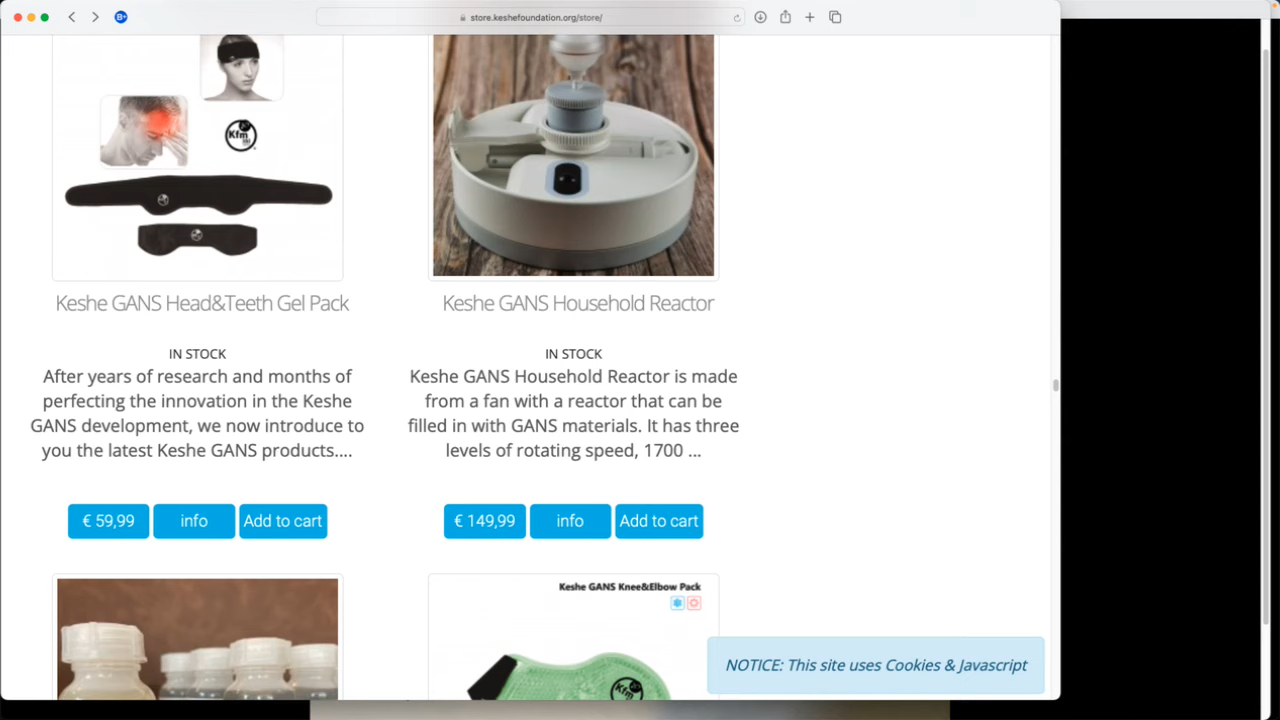 store.keshefoundation.org/store/
Kfm
Keshe GANS Head&Teeth Gel Pack
IN STOCK
After years of research and months of
perfecting the innovation in the Keshe
GANS development, we now introduce to
you the latest Keshe GANS products....
€ 59,99
info
Add to cart
Keshe GANS Household Reactor
IN STOCK
Keshe GANS Household Reactor is made
from a fan with a reactor that can be
filled in with GANS materials. It has three
levels of rotating speed, 1700 ...
€ 149,99
info
Add to cart
Keshe GANS Knee&Elbow Pack
Kfm
NOTICE: This site uses Cookies & Javascript